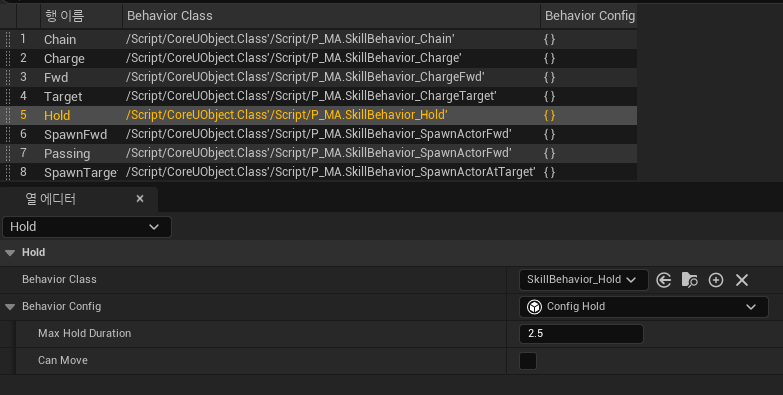 행 이름 Behavior Class Behavior Config
1 Chain /Script/CoreUObject.Class'/Script/P_MA.SkillBehavior_Chain' { }
2 Charge /Script/CoreUObject.Class'/Script/P_MA.SkillBehavior_Charge' { }
3 Fwd /Script/CoreUObject.Class'/Script/P_MA.SkillBehavior_ChargeFwd' { }
4 Target /Script/CoreUObject.Class'/Script/P_MA.SkillBehavior_ChargeTarget' { }
5 Hold /Script/CoreUObject.Class'/Script/P_MA.SkillBehavior_Hold' { }
6 SpawnFwd /Script/CoreUObject.Class'/Script/P_MA.SkillBehavior_SpawnActorFwd' { }
7 Passing /Script/CoreUObject.Class'/Script/P_MA.SkillBehavior_SpawnActorFwd' { }
8 SpawnTarge /Script/CoreUObject.Class'/Script/P_MA.SkillBehavior_SpawnActorAtTarget' { }
열 에디터
Hold
Hold
Behavior Class SkillBehavior_Hold
Behavior Config Config Hold
Max Hold Duration 2.5
Can Move